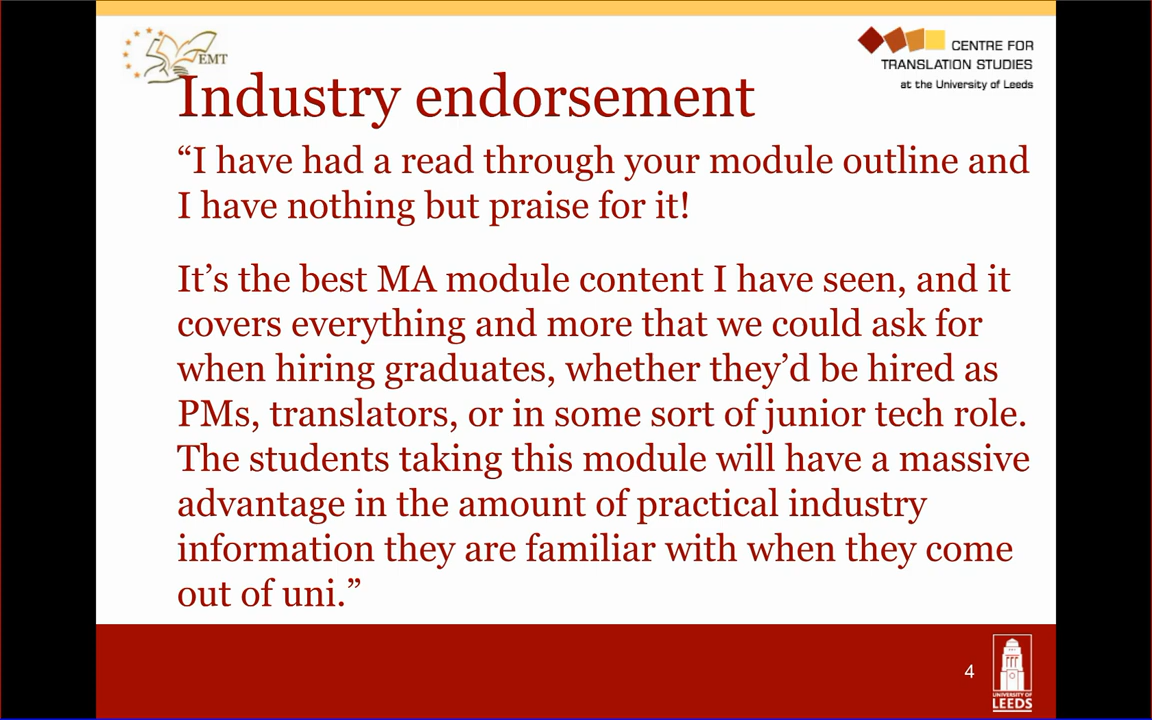 EMT
CENTRE FOR
TRANSLATION STUDIES
at the University of Leeds
Industry endorsement
“I have had a read through your module outline and
I have nothing but praise for it!
It’s the best MA module content I have seen, and it
covers everything and more that we could ask for
when hiring graduates, whether they’d be hired as
PMs, translators, or in some sort of junior tech role.
The students taking this module will have a massive
advantage in the amount of practical industry
information they are familiar with when they come
out of uni.”
4
UNIVERSITY OF
LEEDS